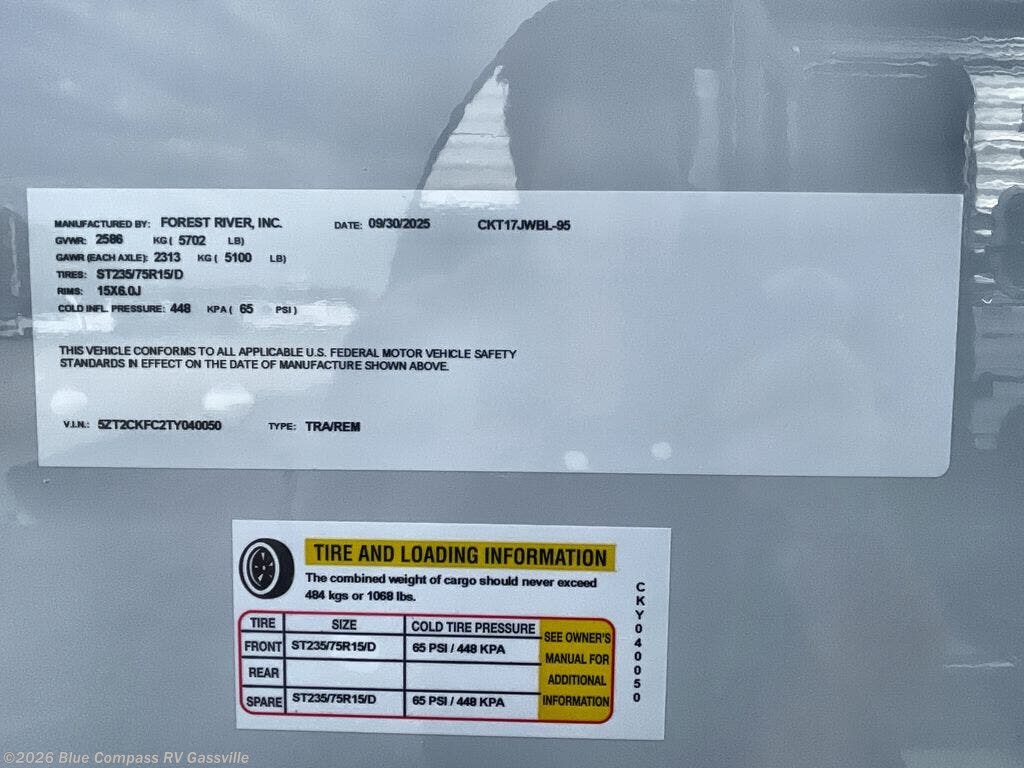 MANUFACTURED BY: FOREST RIVER, INC. DATE: 09/30/2025 CKT17JWBL-95
GVWR: 2586 KG ( 5702 LB)
GAWR (EACH AXLE): 2313 KG ( 5100 LB)
TIRES: ST235/75R15/D
RIMS: 15X6.0J
COLD INFL. PRESSURE: 448 KPA ( 65 PSI )
THIS VEHICLE CONFORMS TO ALL APPLICABLE U.S. FEDERAL MOTOR VEHICLE SAFETY
STANDARDS IN EFFECT ON THE DATE OF MANUFACTURE SHOWN ABOVE.
V.I.N.: 5ZT2CKFC2TY040050 TYPE: TRA/REM
TIRE AND LOADING INFORMATION
The combined weight of cargo should never exceed
484 kgs or 1068 lbs.
TIRE SIZE COLD TIRE PRESSURE
FRONT ST235/75R15/D 65 PSI / 448 KPA
REAR
SPARE ST235/75R15/D 65 PSI / 448 KPA
SEE OWNER'S
MANUAL FOR
ADDITIONAL
INFORMATION
CKY040050
©2026 Blue Compass RV Gassville